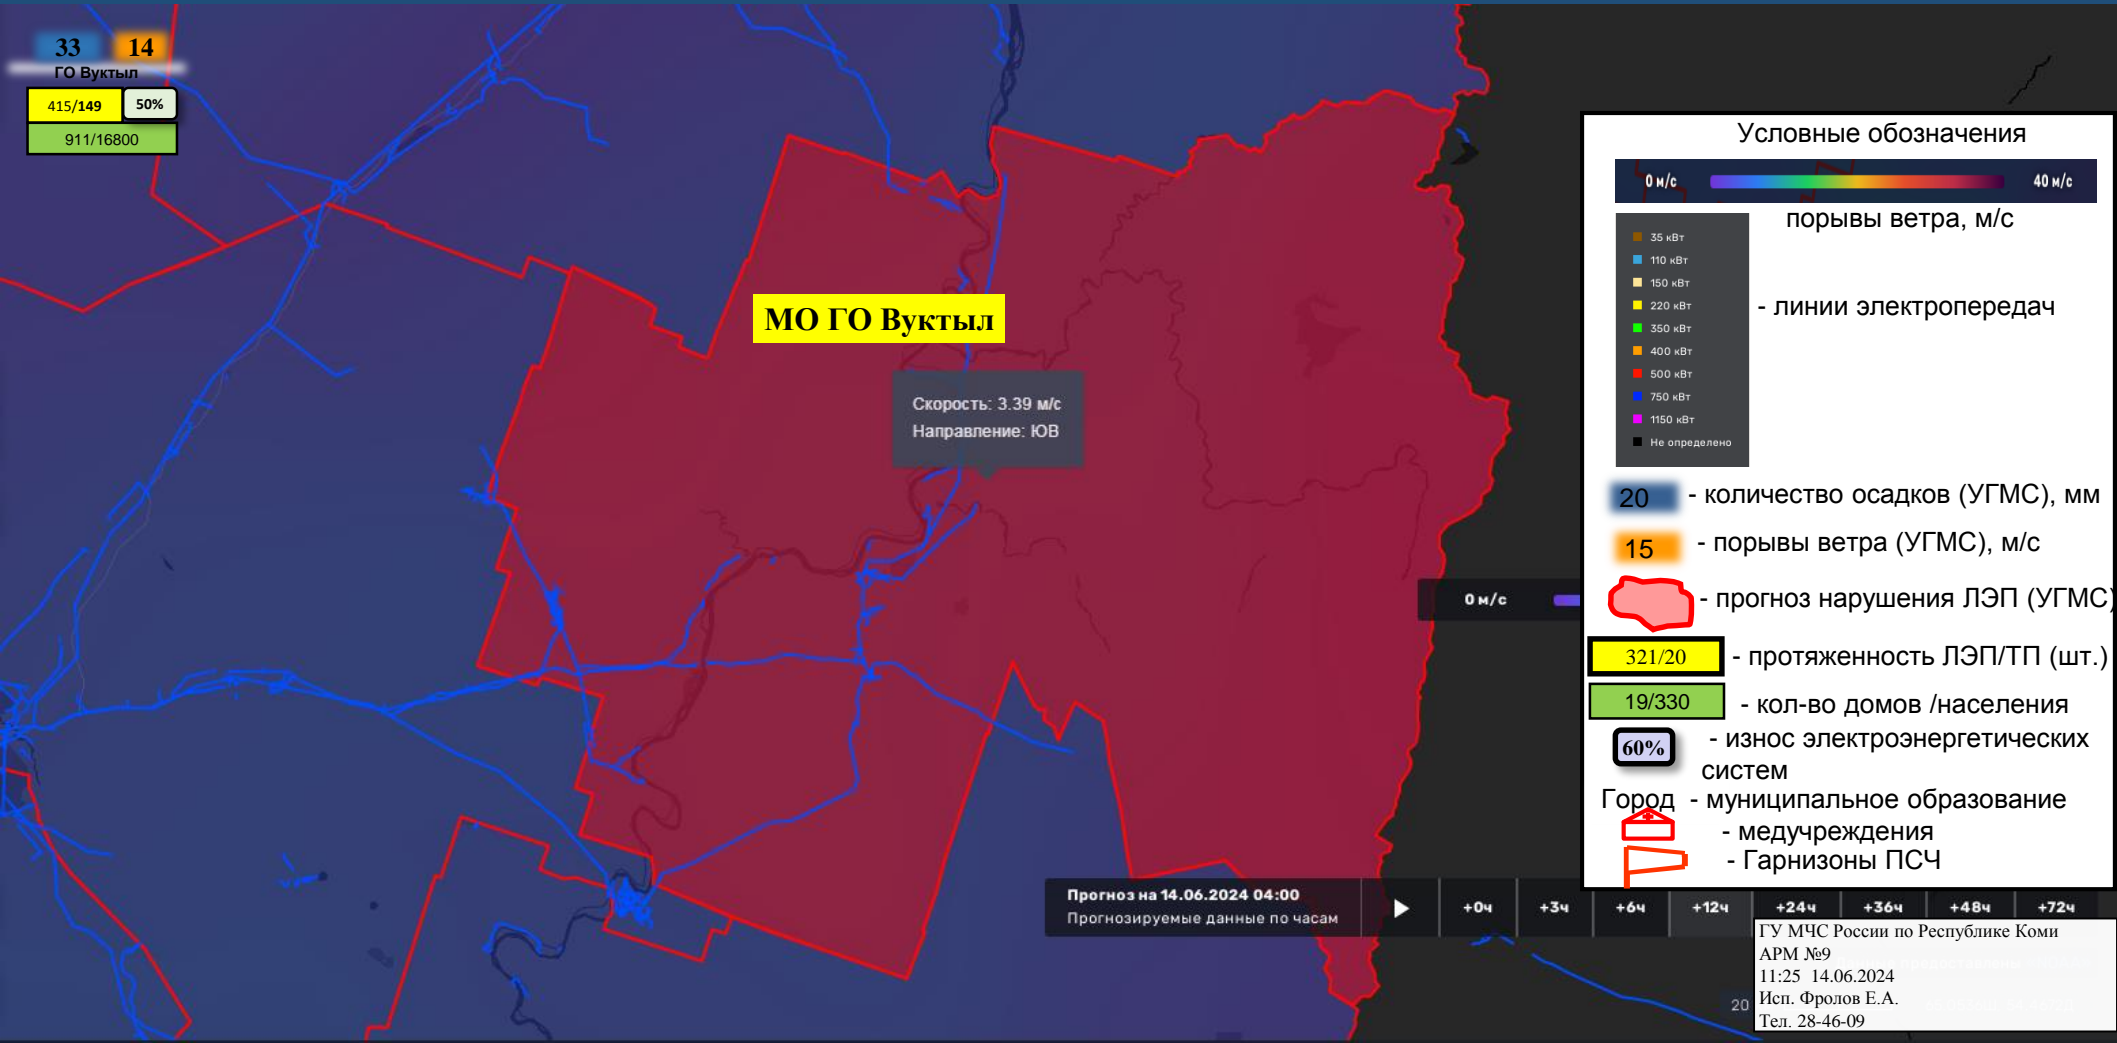 33 14
ГО Вуктыл
415/149 50%
911/16800
МО ГО Вуктыл
Скорость: 3.39 м/с
Направление: ЮВ
Условные обозначения
0 м/с 40 м/с
порывы ветра, м/с
35 кВт
110 кВт
150 кВт
220 кВт
350 кВт
400 кВт
500 кВт
750 кВт
1150 кВт
Не определено
- линии электропередач
20 - количество осадков (УГМС), мм
15 - порывы ветра (УГМС), м/с
- прогноз нарушения ЛЭП (УГМС)
321/20 - протяженность ЛЭП/ТП (шт.)
19/330 - кол-во домов /населения
60% - износ электроэнергетических
систем
Город - муниципальное образование
- медучреждения
- Гарнизоны ПСЧ
0 м/с
Прогноз на 14.06.2024 04:00
Прогнозируемые данные по часам
+0ч +3ч +6ч +12ч +24ч +36ч +48ч +72ч
ГУ МЧС России по Республике Коми
АРМ №9
11:25 14.06.2024
Исп. Фролов Е.А.
Тел. 28-46-09
20